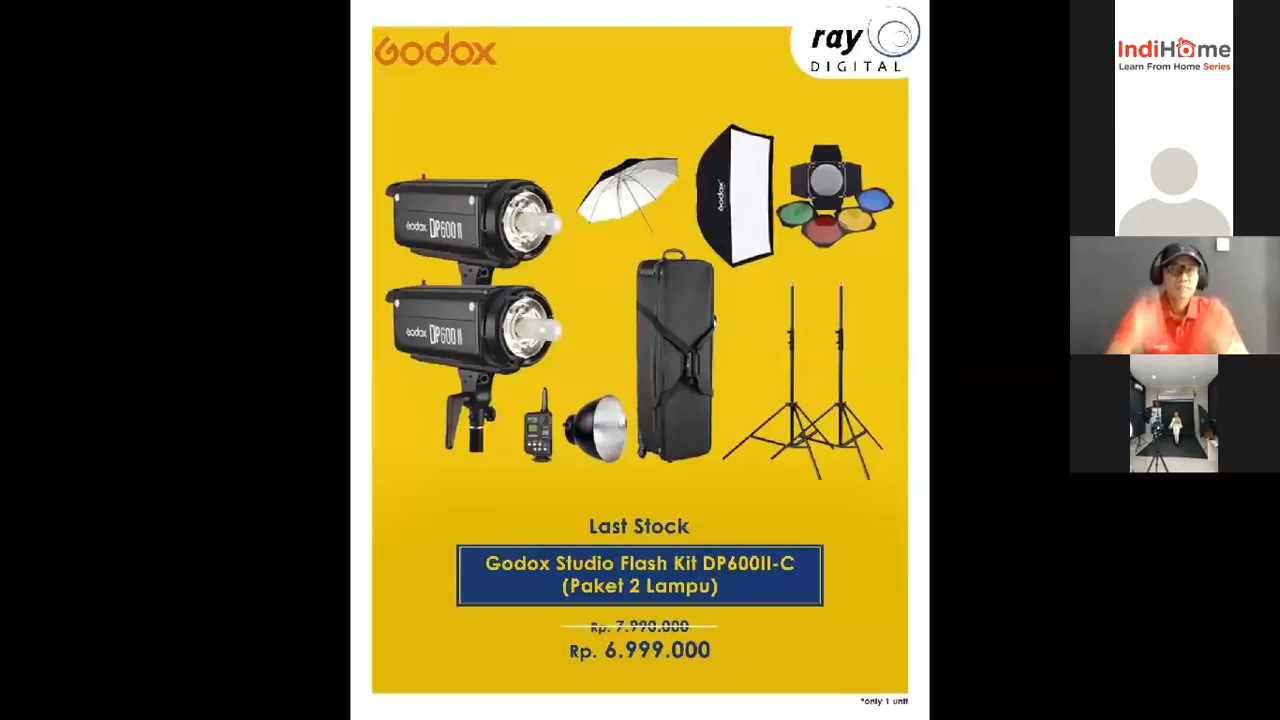 Godox
ray
DIGITAL
IndiHome
Learn From Home Series
Godox DP600II
Godox
Godox DP600II
Last Stock
Godox Studio Flash Kit DP600II-C
(Paket 2 Lampu)
Rp. 7.990.000
Rp. 6.999.000
*only 1 unit